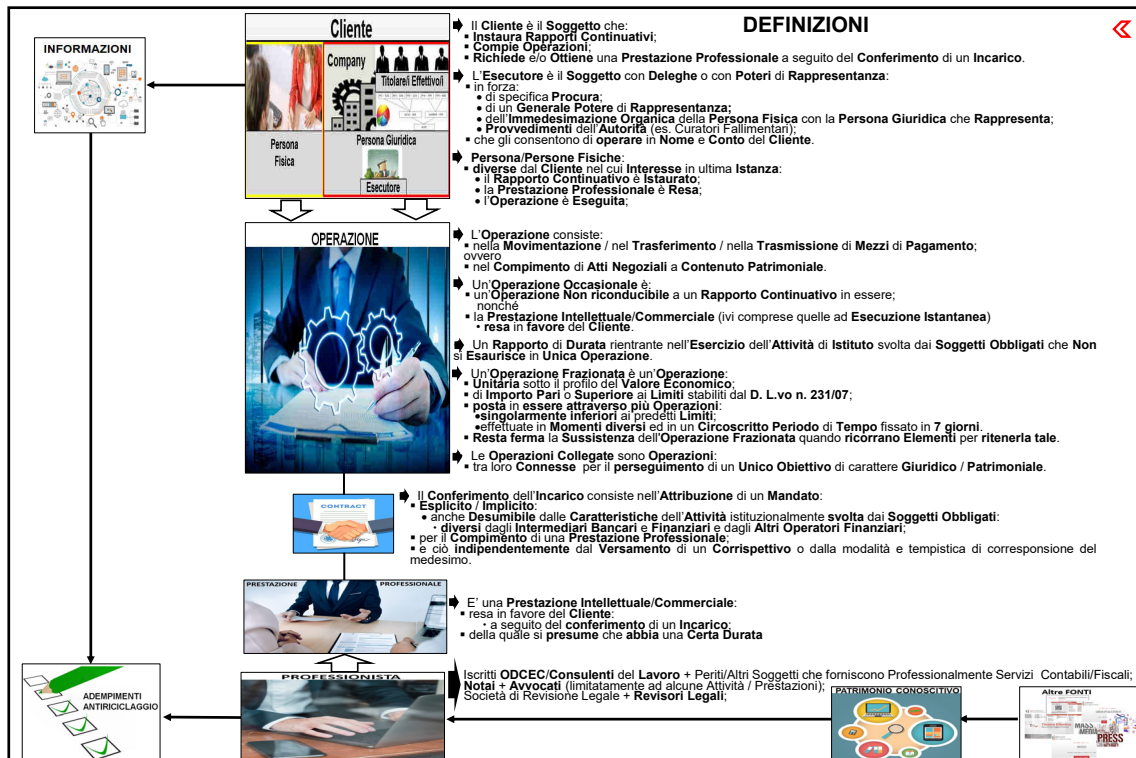 DEFINIZIONI
INFORMAZIONI
Cliente
Company
Titolare/i Effettivo/i
Persona
Fisica
Persona Giuridica
Esecutore
Il Cliente è il Soggetto che:
▪ Instaura Rapporti Continuativi;
▪ Compie Operazioni;
▪ Richiede e/o Ottiene una Prestazione Professionale a seguito del Conferimento di un Incarico.
L'Esecutore è il Soggetto con Deleghe o con Poteri di Rappresentanza:
▪ in forza:
• di specifica Procura;
• di un Generale Potere di Rappresentanza;
• dell'Immedesimazione Organica della Persona Fisica con la Persona Giuridica che Rappresenta;
• Provvedimenti dell'Autorità (es. Curatori Fallimentari);
▪ che gli consentono di operare in Nome e Conto del Cliente.
Persona/Persone Fisiche:
▪ diverse dal Cliente nel cui Interesse in ultima Istanza:
• il Rapporto Continuativo è Istaurato;
• la Prestazione Professionale è Resa;
• l'Operazione è Eseguita;
OPERAZIONE
L'Operazione consiste:
▪ nella Movimentazione / nel Trasferimento / nella Trasmissione di Mezzi di Pagamento;
ovvero
▪ nel Compimento di Atti Negoziali a Contenuto Patrimoniale.
Un'Operazione Occasionale è:
▪ un'Operazione Non riconducibile a un Rapporto Continuativo in essere;
nonché
▪ la Prestazione Intellettuale/Commerciale (ivi comprese quelle ad Esecuzione Istantanea)
• resa in favore del Cliente.
Un Rapporto di Durata rientrante nell'Esercizio dell'Attività di Istituto svolta dai Soggetti Obbligati che Non
si Esaurisce in Unica Operazione.
Un'Operazione Frazionata è un'Operazione:
▪ Unitaria sotto il profilo del Valore Economico;
▪ di Importo Pari o Superiore ai Limiti stabiliti dal D. L.vo n. 231/07;
▪ posta in essere attraverso più Operazioni:
•singolarmente inferiori ai predetti Limiti;
•effettuate in Momenti diversi ed in un Circoscritto Periodo di Tempo fissato in 7 giorni.
▪ Resta ferma la Sussistenza dell'Operazione Frazionata quando ricorrano Elementi per ritenerla tale.
Le Operazioni Collegate sono Operazioni:
▪ tra loro Connesse per il perseguimento di un Unico Obiettivo di carattere Giuridico / Patrimoniale.
CONTRACT
Il Conferimento dell'Incarico consiste nell'Attribuzione di un Mandato:
▪ Esplicito / Implicito:
• anche Desumibile dalle Caratteristiche dell'Attività istituzionalmente svolta dai Soggetti Obbligati:
• diversi dagli Intermediari Bancari e Finanziari e dagli Altri Operatori Finanziari;
▪ per il Compimento di una Prestazione Professionale;
▪ e ciò indipendentemente dal Versamento di un Corrispettivo o dalla modalità e tempistica di corresponsione del
medesimo.
PRESTAZIONE PROFESSIONALE
E' una Prestazione Intellettuale/Commerciale:
▪ resa in favore del Cliente:
• a seguito del conferimento di un Incarico;
▪ della quale si presume che abbia una Certa Durata
ADEMPIMENTI
ANTIRICICLAGGIO
PROFESSIONISTA
Iscritti ODCEC/Consulenti del Lavoro + Periti/Altri Soggetti che forniscono Professionalmente Servizi Contabili/Fiscali;
Notai + Avvocati (limitatamente ad alcune Attività / Prestazioni);
Società di Revisione Legale + Revisori Legali;
PATRIMONIO CONOSCITIVO
Altre FONTI
MASS
MEDIA
PRESS